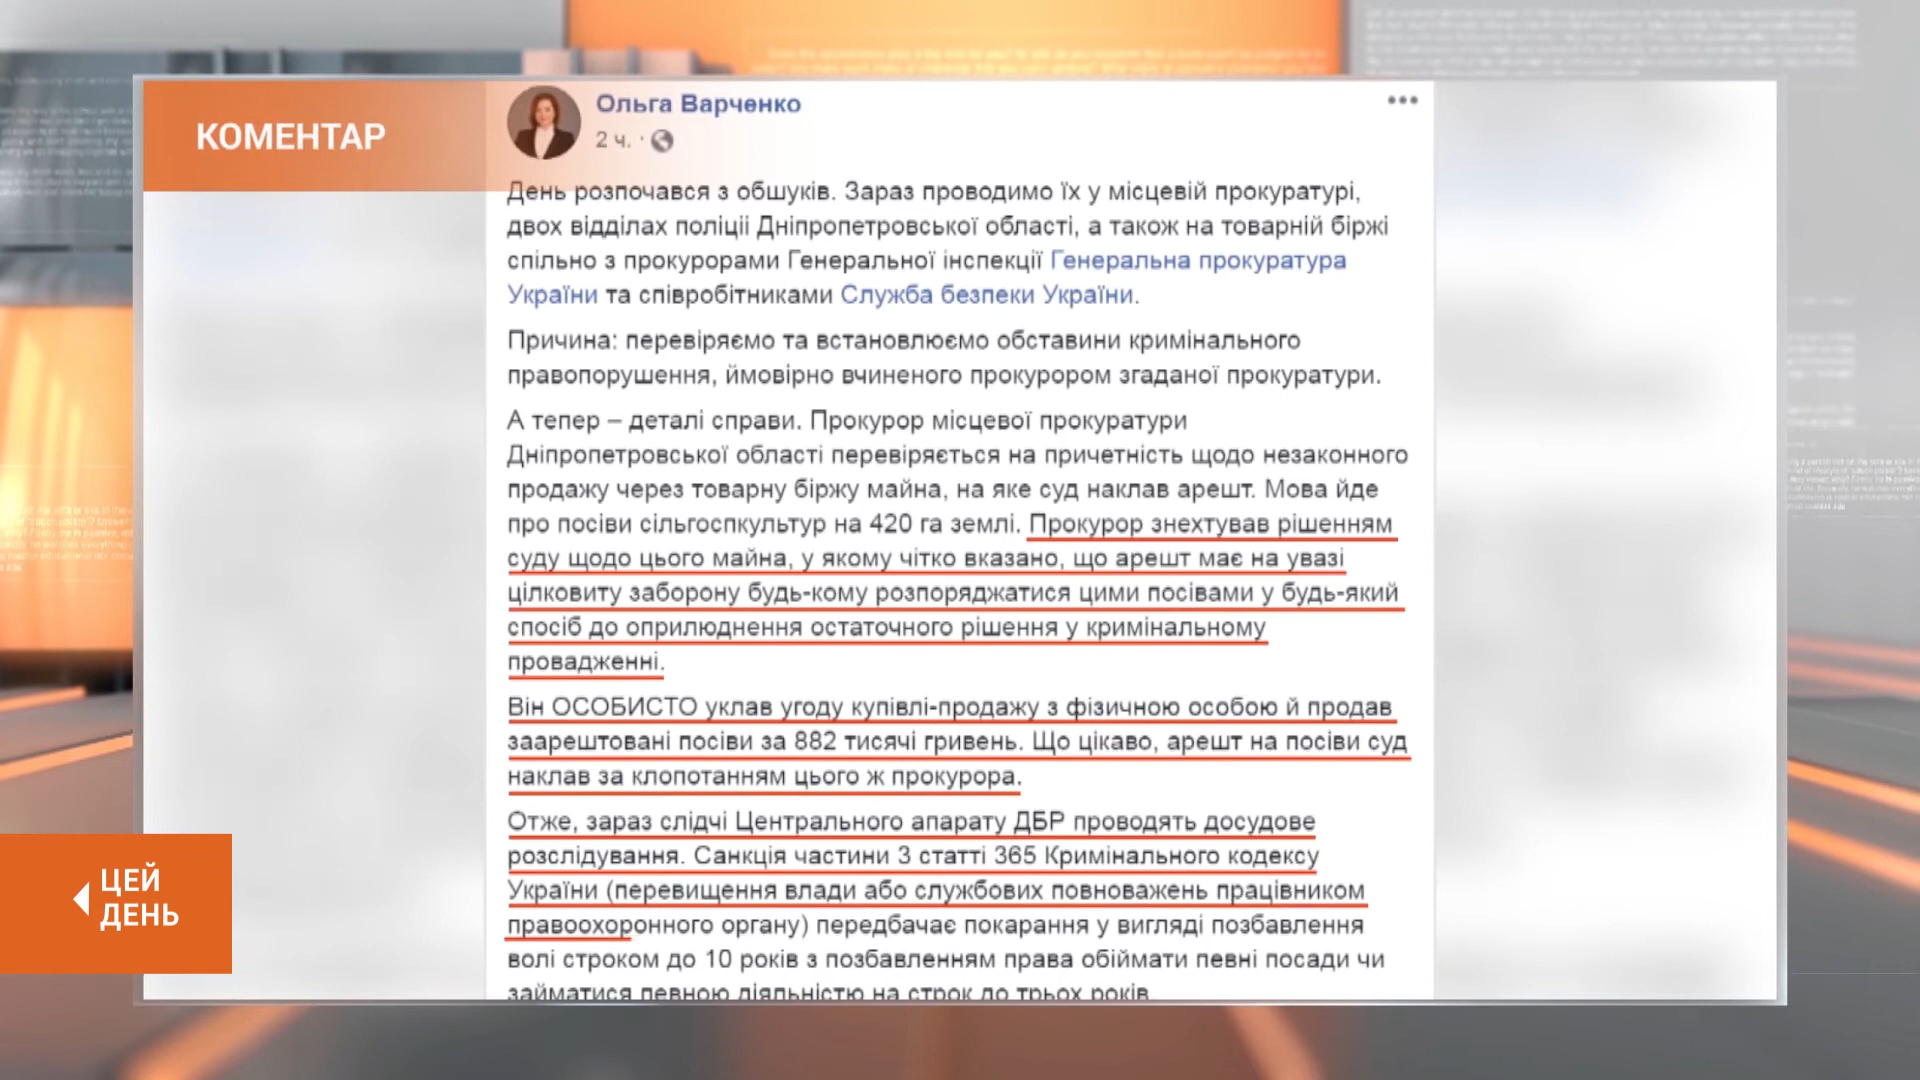 КОМЕНТАР
Ольга Варченко
2 ч. ·
День розпочався з обшуків. Зараз проводимо їх у місцевій прокуратурі,
двох відділах поліціі Дніпропетровської області, а також на товарній біржі
спільно з прокурорами Генеральної інспекції Генеральна прокуратура
України та співробітниками Служба безпеки України.
Причина: перевіряємо та встановлюємо обставини кримінального
правопорушення, ймовірно вчиненого прокурором згаданої прокуратури.
А тепер – деталі справи. Прокурор місцевої прокуратури
Дніпропетровської області перевіряється на причетність щодо незаконного
продажу через товарну біржу майна, на яке суд наклав арешт. Мова йде
про посіви сільгоспкультур на 420 га землі. Прокурор знехтував рішенням
суду щодо цього майна, у якому чітко вказано, що арешт має на увазі
цілковиту заборону будь-кому розпоряджатися цими посівами у будь-який
спосіб до оприлюднення остаточного рішення у кримінальному
провадженні.
Він ОСОБИСТО уклав угоду купівлі-продажу з фізичною особою й продав
заарештовані посіви за 882 тисячі гривень. Що цікаво, арешт на посіви суд
наклав за клопотанням цього ж прокурора.
Отже, зараз слідчі Центрального апарату ДБР проводять досудове
розслідування. Санкція частини 3 статті 365 Кримінального кодексу
України (перевищення влади або службових повноважень працівником
правоохоронного органу) передбачає покарання у вигляді позбавлення
волі строком до 10 років з позбавленням права обіймати певні посади чи
займатися певною діяльністю на строк до трьох років.
ЦЕЙ
ДЕНЬ